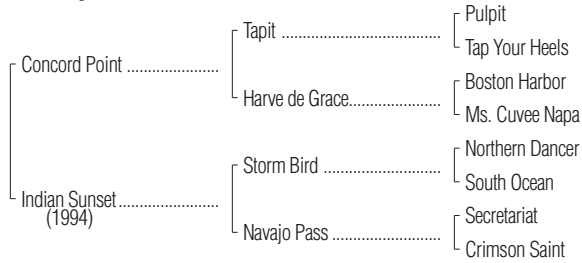 Pulpit
Tapit ..............................
Tap Your Heels
Concord Point .....................
Boston Harbor
Harve de Grace.....................
Ms. Cuvee Napa
Northern Dancer
Storm Bird ........................
South Ocean
Indian Sunset.......................
(1994)
Secretariat
Navajo Pass .........................
Crimson Saint